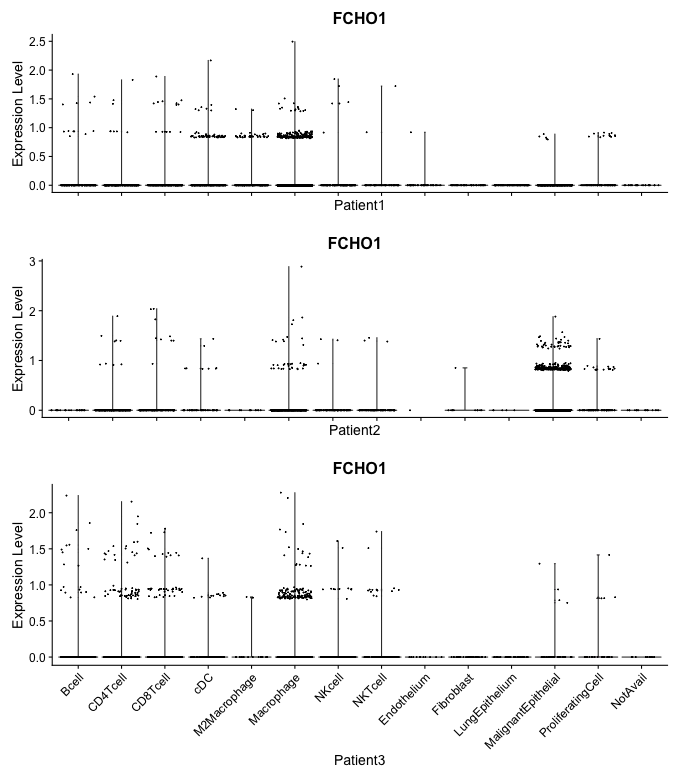 FCHO1
Expression Level
2.5
2.0
1.5
1.0
0.5
0.0
Patient1
FCHO1
Expression Level
3
2
1
0
Patient2
FCHO1
Expression Level
2.0
1.5
1.0
0.5
0.0
Bcell
CD4Tcell
CD8Tcell
cDC
M2Macrophage
Macrophage
NKcell
NKTcell
Endothelium
Fibroblast
LungEpithelium
MalignantEpithelial
ProliferatingCell
NotAvail
Patient3